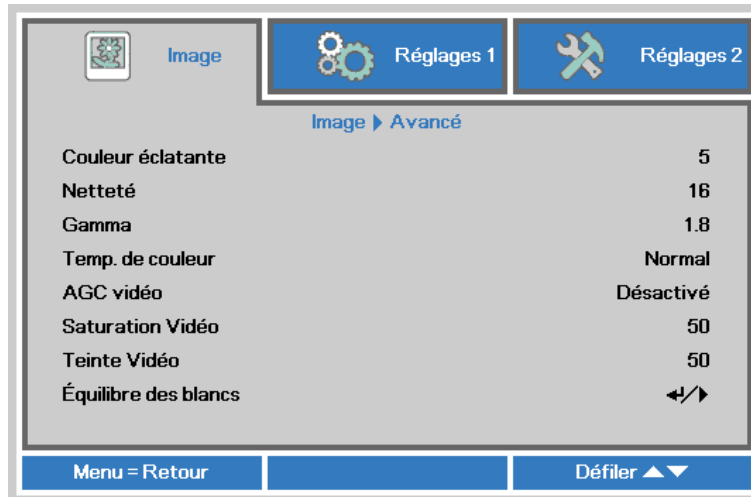 Image
Réglages 1
Réglages 2
Image ▶ Avancé
Couleur éclatante 5
Netteté 16
Gamma 1.8
Temp. de couleur Normal
AGC vidéo Désactivé
Saturation Vidéo 50
Teinte Vidéo 50
Équilibre des blancs ↵/▶
Menu = Retour
Défiler ▲▼